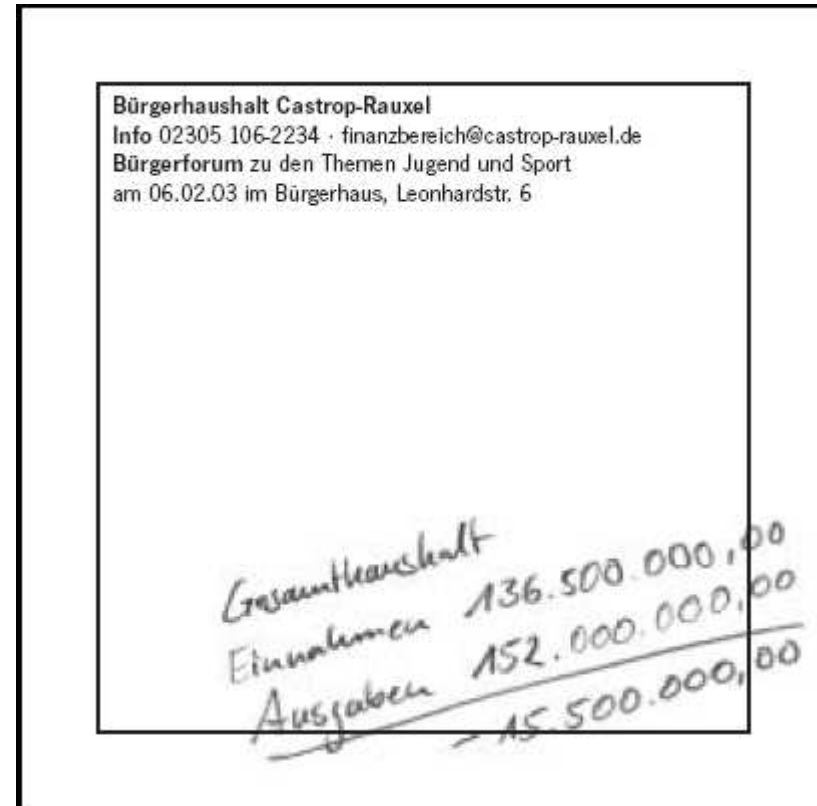 Bürgerhaushalt Castrop-Rauxel
Info 02305 106-2234 · finanzbereich@castrop-rauxel.de
Bürgerforum zu den Themen Jugend und Sport
am 06.02.03 im Bürgerhaus, Leonhardstr. 6
Gesamthaushalt
Einnahmen 136.500.000,00
Ausgaben 152.000.000,00
- 15.500.000,00